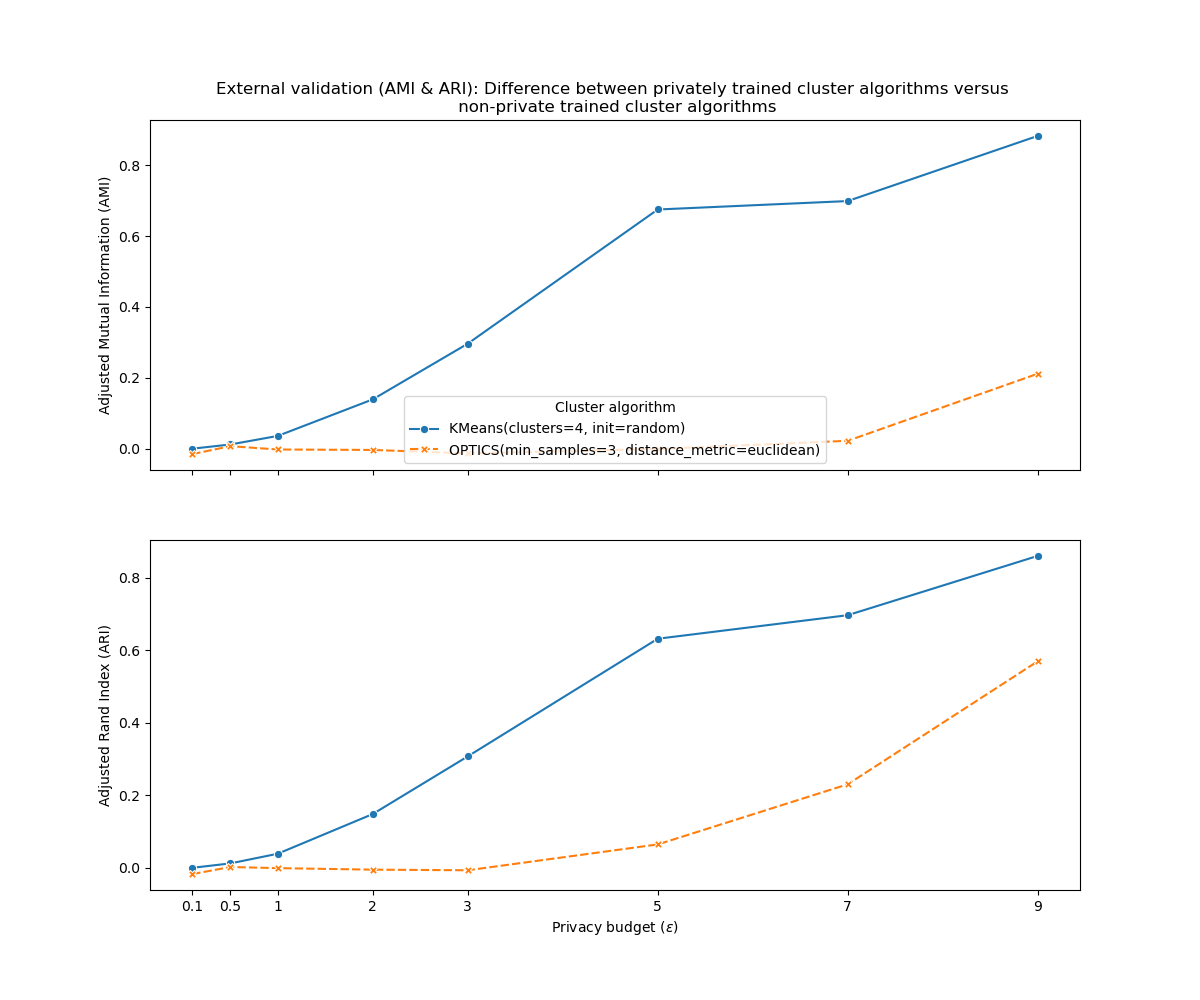 External validation (AMI & ARI): Difference between privately trained cluster algorithms versus
non-private trained cluster algorithms
Adjusted Mutual Information (AMI)
0.8
0.6
0.4
0.2
0.0
Cluster algorithm
KMeans(clusters=4, init=random)
OPTICS(min_samples=3, distance_metric=euclidean)
Adjusted Rand Index (ARI)
0.8
0.6
0.4
0.2
0.0
0.1 0.5 1 2 3 5 7 9
Privacy budget (ε)